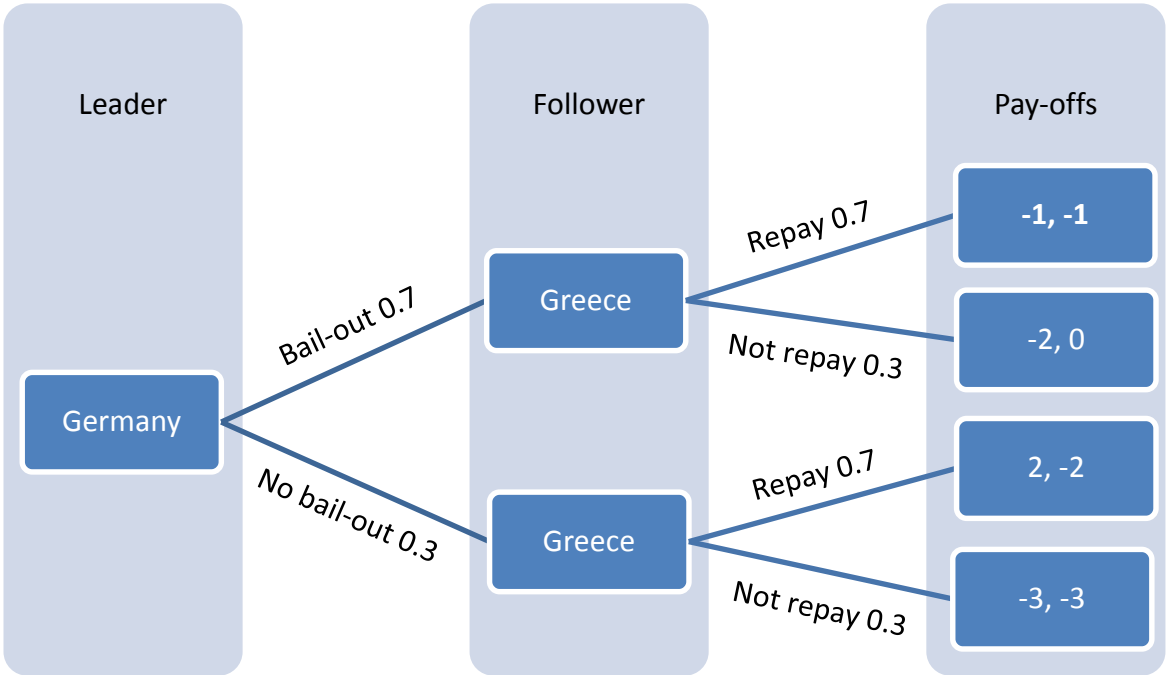 Leader
Follower
Pay-offs
Germany
Bail-out 0.7
No bail-out 0.3
Greece
Greece
Repay 0.7
Not repay 0.3
Repay 0.7
Not repay 0.3
-1, -1
-2, 0
2, -2
-3, -3